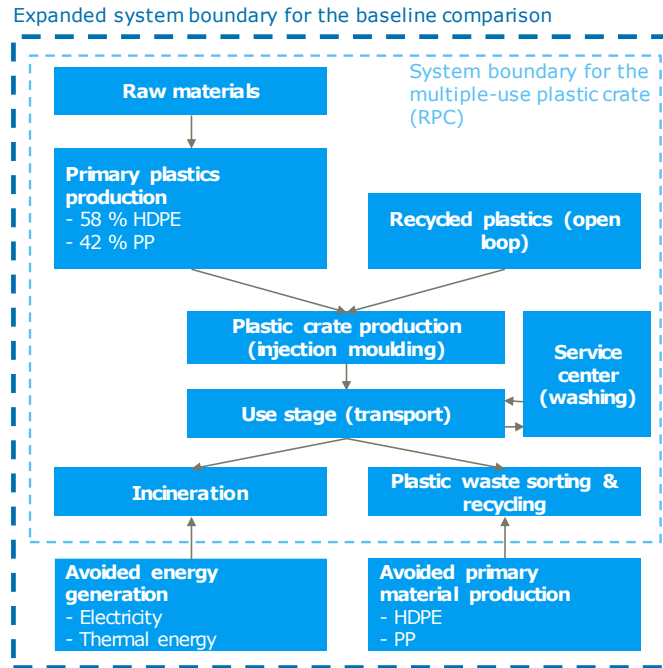 Expanded system boundary for the baseline comparison
System boundary for the
multiple-use plastic crate
(RPC)
Raw materials
Primary plastics
production
- 58 % HDPE
- 42 % PP
Recycled plastics (open
loop)
Plastic crate production
(injection moulding)
Service
center
(washing)
Use stage (transport)
Incineration
Plastic waste sorting &
recycling
Avoided energy
generation
- Electricity
- Thermal energy
Avoided primary
material production
- HDPE
- PP